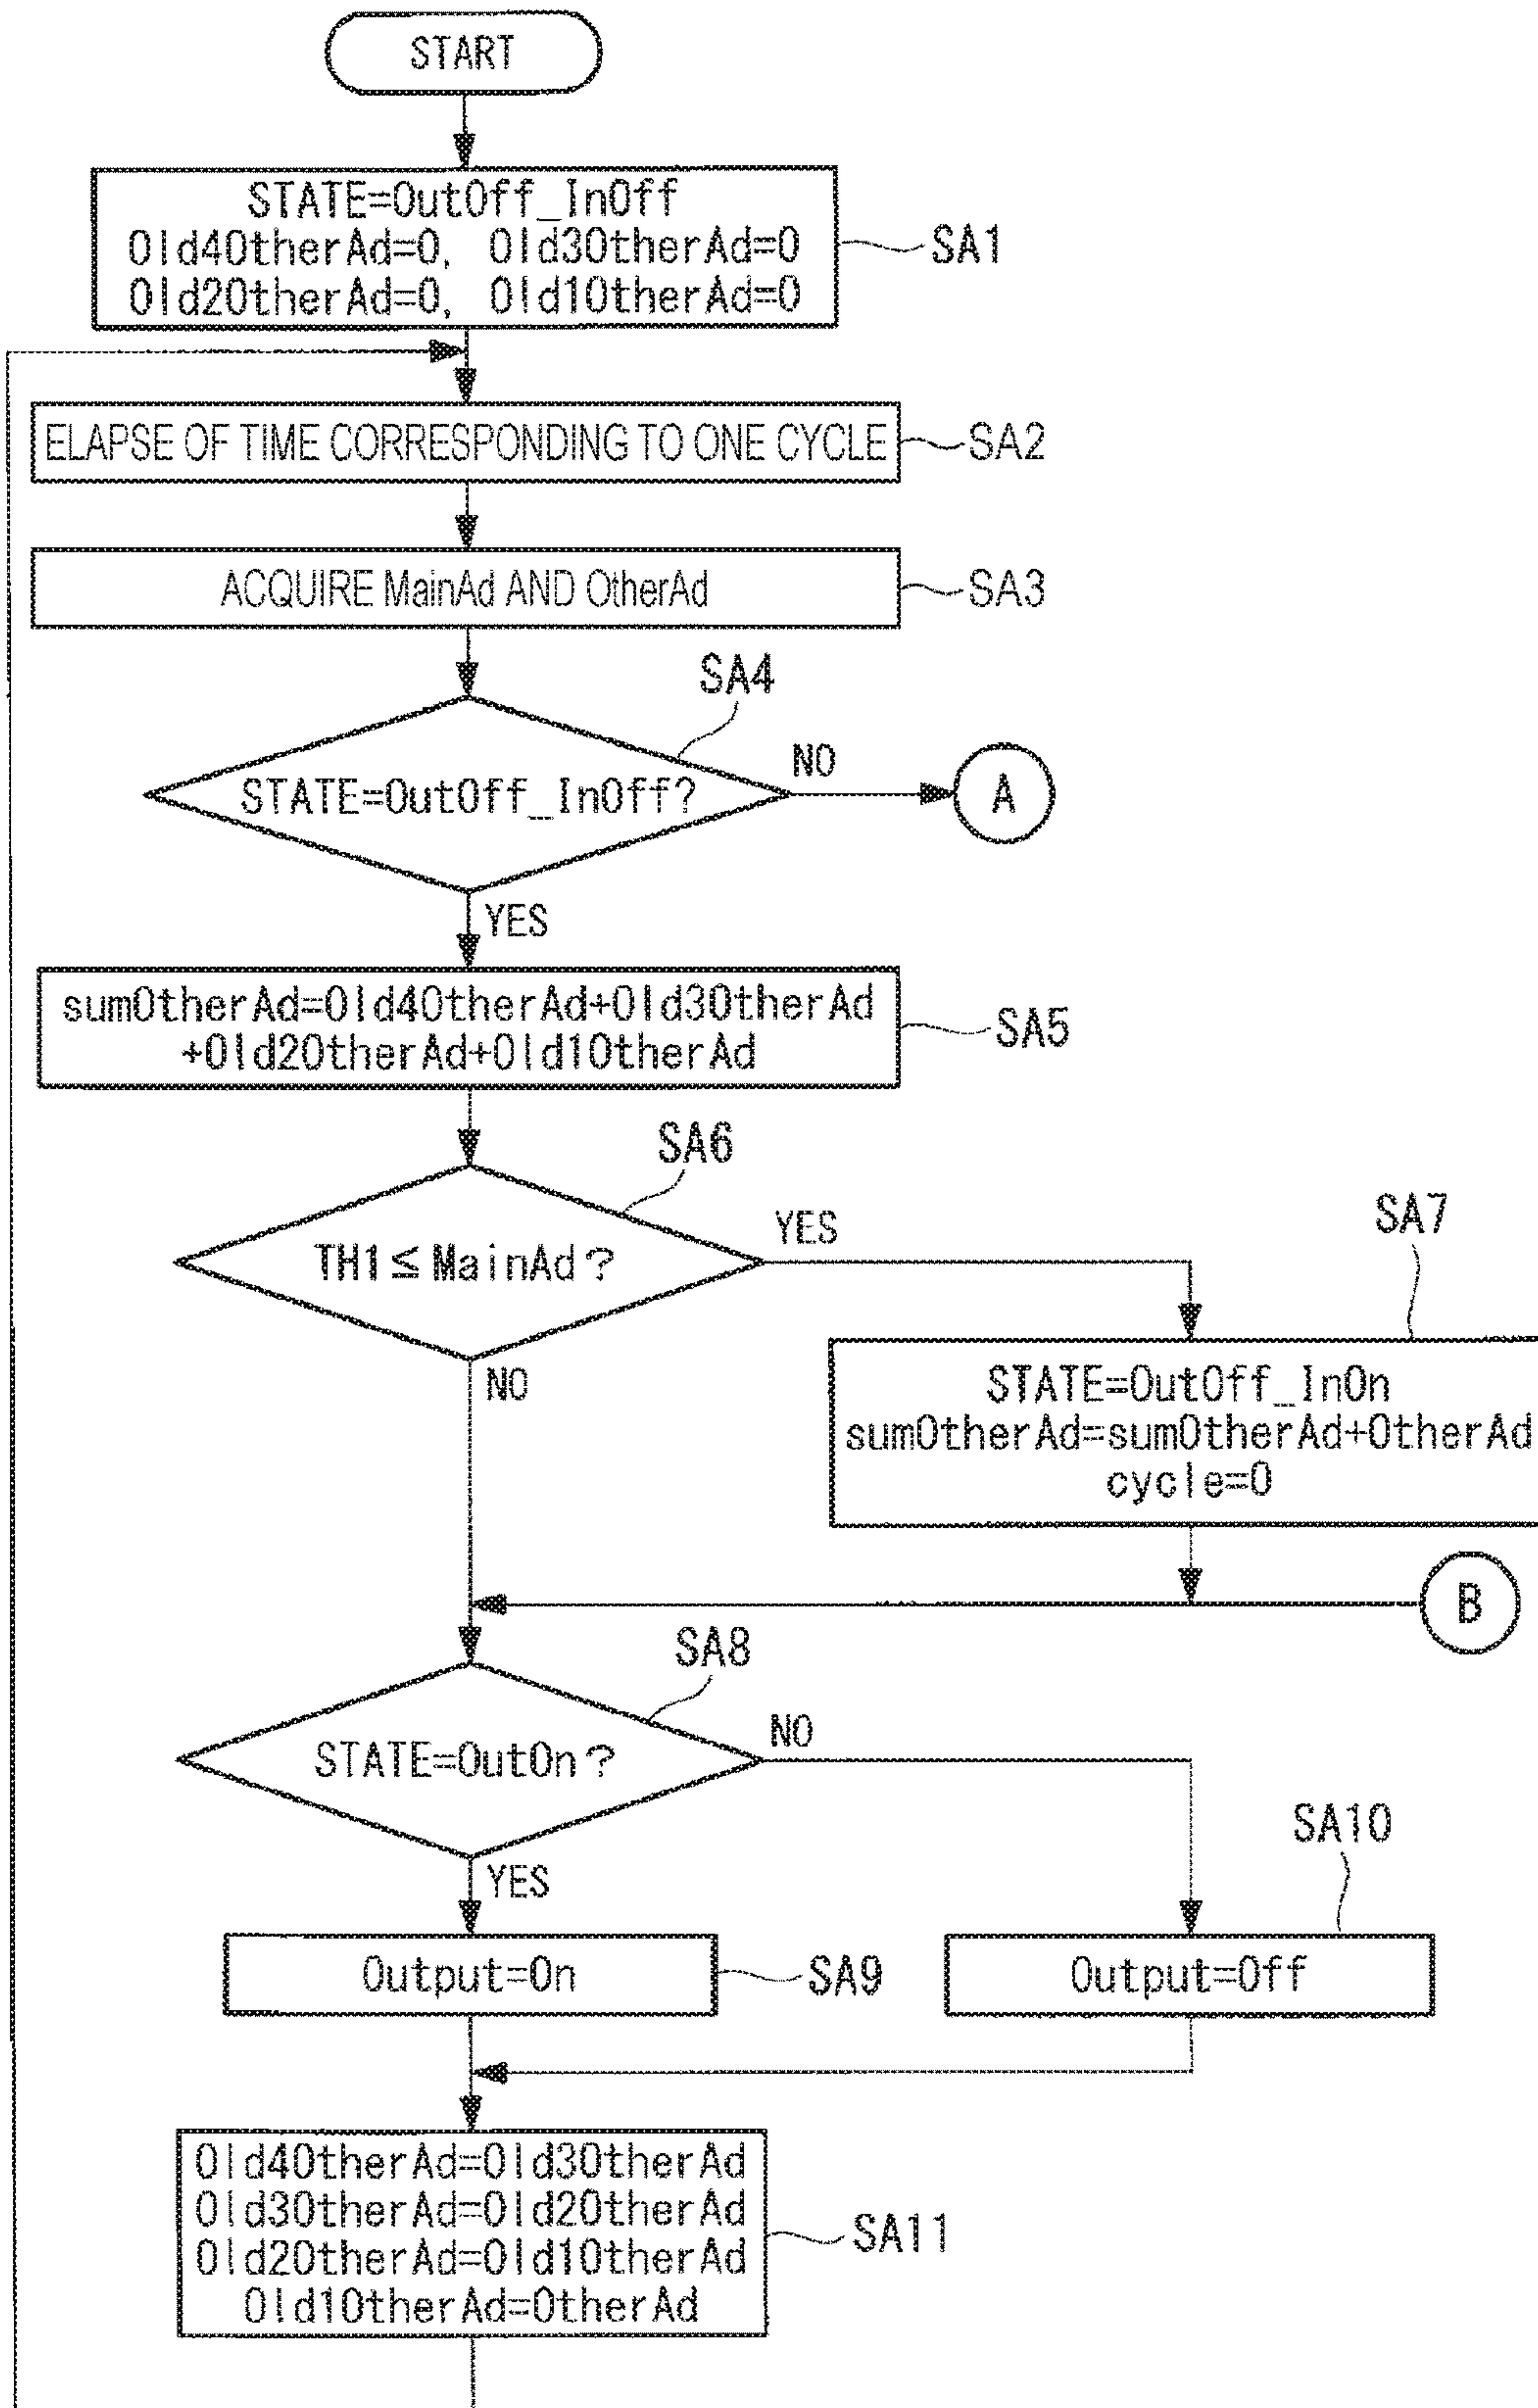 START
STATE=OutOff_InOff
Old4OtherAd=0, Old3OtherAd=0
Old2OtherAd=0, Old1OtherAd=0
SA1
ELAPSE OF TIME CORRESPONDING TO ONE CYCLE
SA2
ACQUIRE MainAd AND OtherAd
SA3
SA4
STATE=OutOff_InOff?
NO
A
YES
sumOtherAd=Old4OtherAd+Old3OtherAd
+Old2OtherAd+Old1OtherAd
SA5
SA6
TH1≤MainAd?
YES
NO
SA7
STATE=OutOff_InOn
sumOtherAd=sumOtherAd+OtherAd
cycle=0
B
SA8
STATE=OutOn?
NO
YES
SA10
Output=On
SA9
Output=Off
Old4OtherAd=Old3OtherAd
Old3OtherAd=Old2OtherAd
Old2OtherAd=Old1OtherAd
Old1OtherAd=OtherAd
SA11